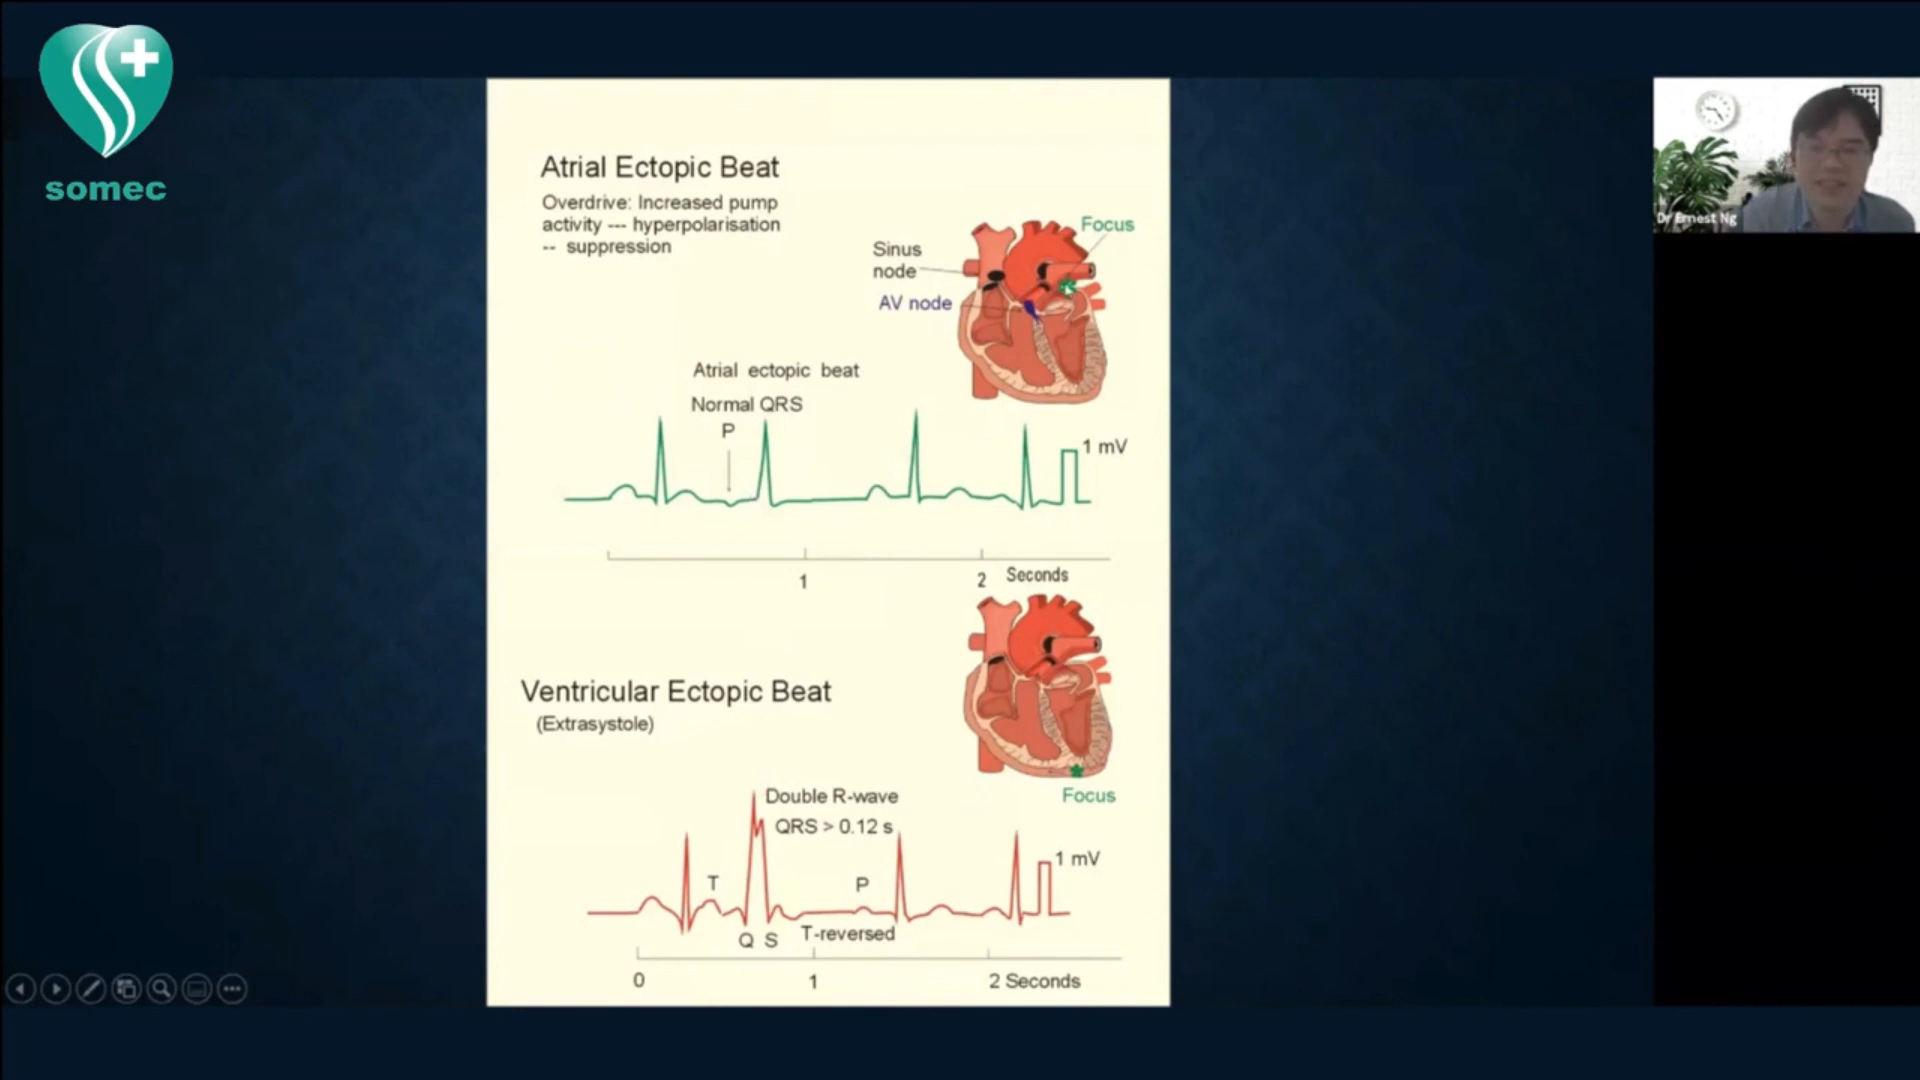 somec
Dr Ernest Ng
Atrial Ectopic Beat
Overdrive: Increased pump
activity --- hyperpolarisation
-- suppression
Focus
Sinus
node
AV node
Atrial ectopic beat
Normal QRS
P
1 mV
1
2 Seconds
Ventricular Ectopic Beat
(Extrasystole)
Focus
Double R-wave
QRS > 0.12 s
1 mV
T
P
Q S
T-reversed
0
1
2 Seconds